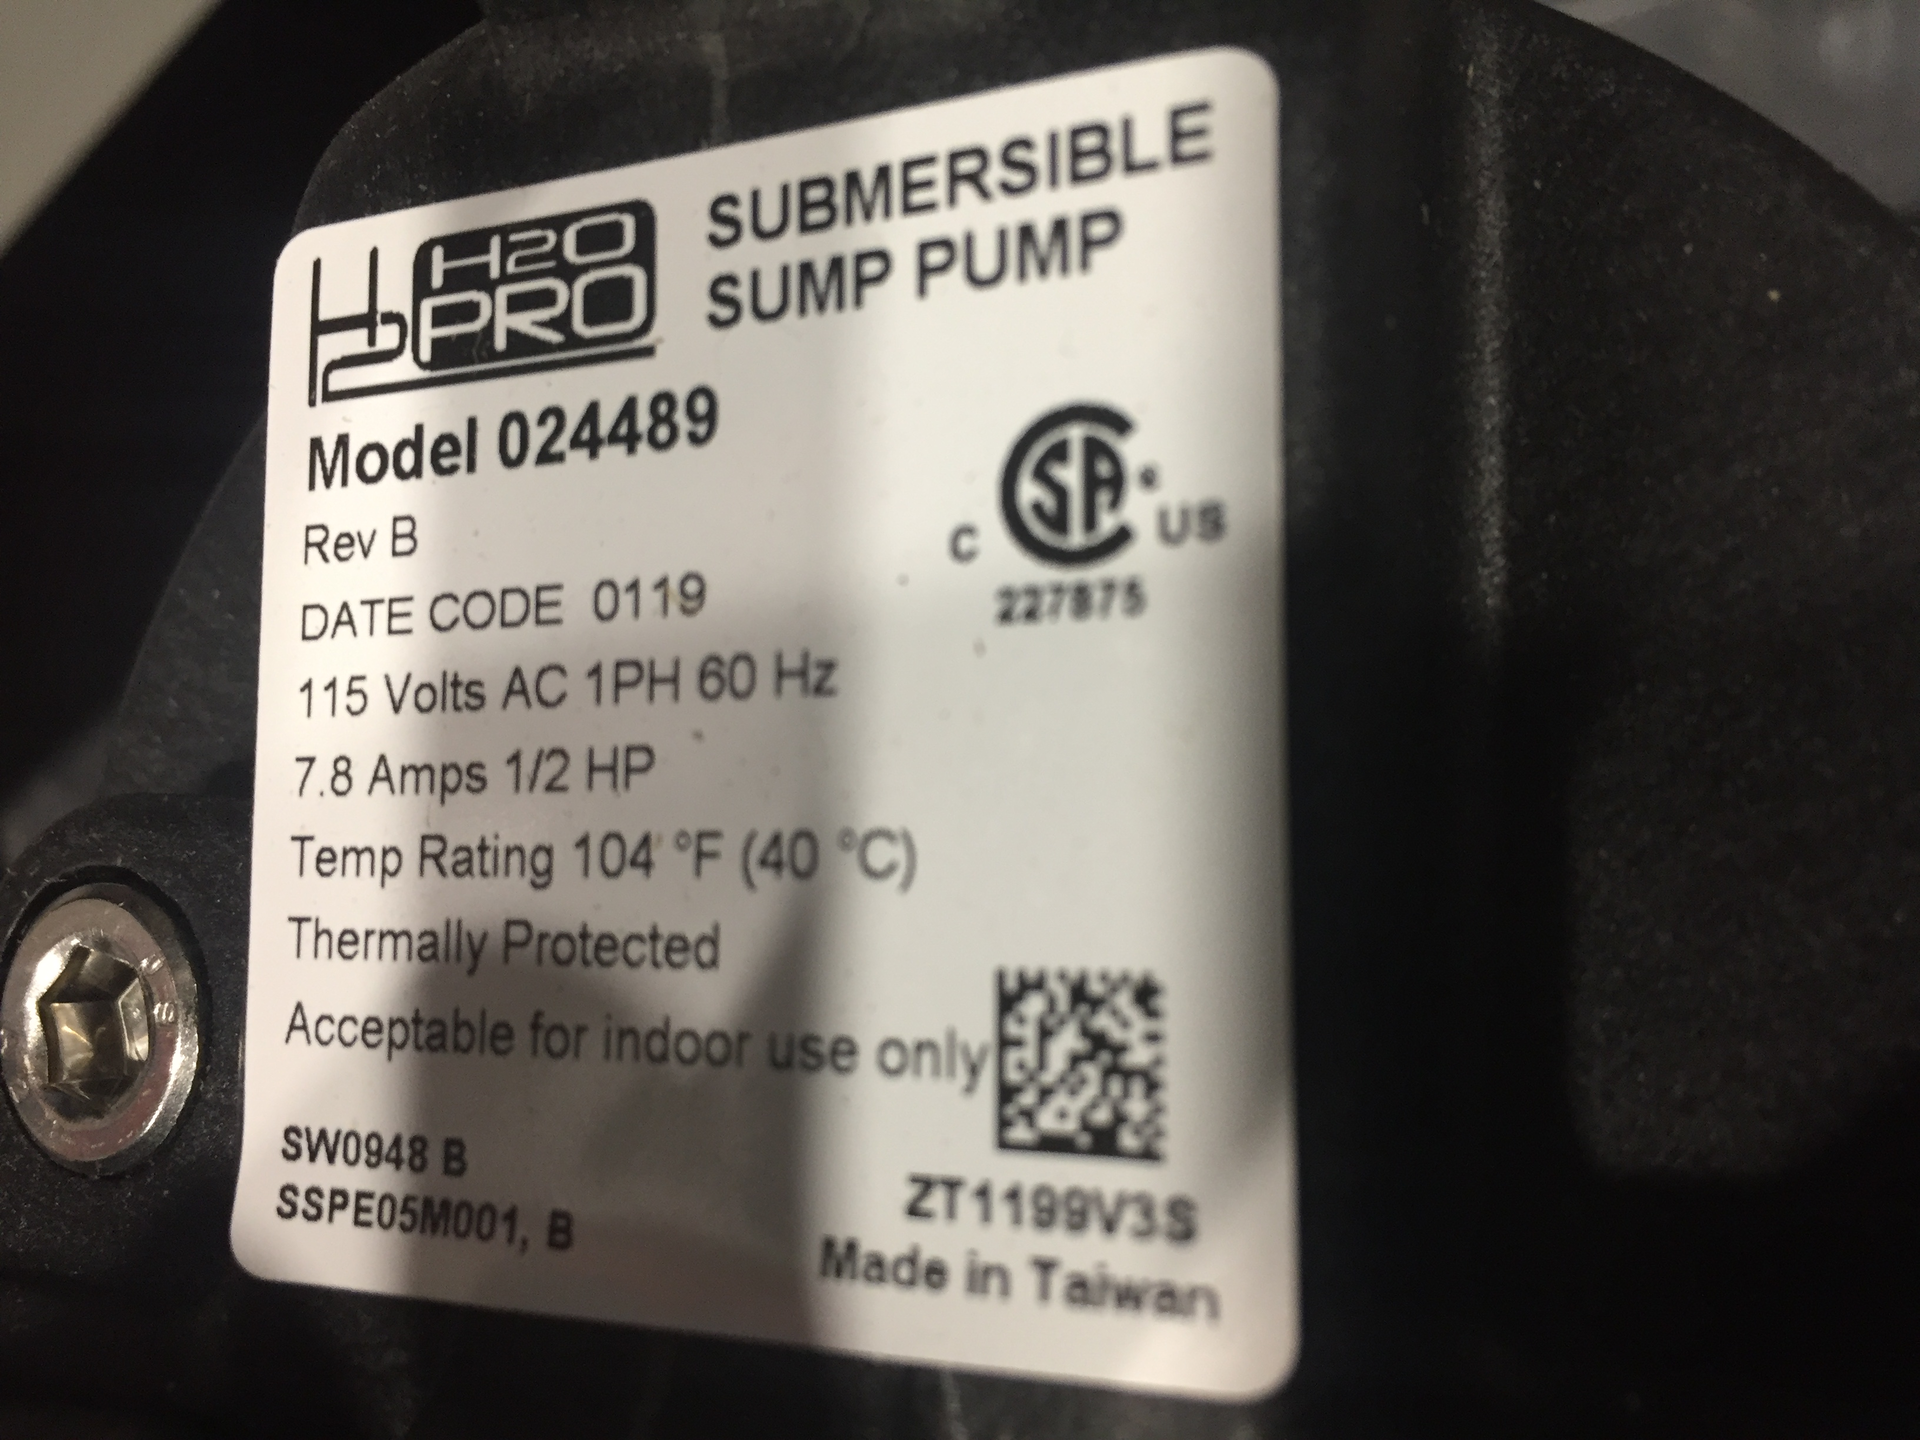 H2O
PRO
SUBMERSIBLE
SUMP PUMP
Model 024489
Rev B
DATE CODE 0119
115 Volts AC 1PH 60 Hz
7.8 Amps 1/2 HP
Temp Rating 104 °F (40 °C)
Thermally Protected
Acceptable for indoor use only
C SA US
227875
SW0948 B
SSPE05M001, B
ZT1199V3S
Made in Taiwan